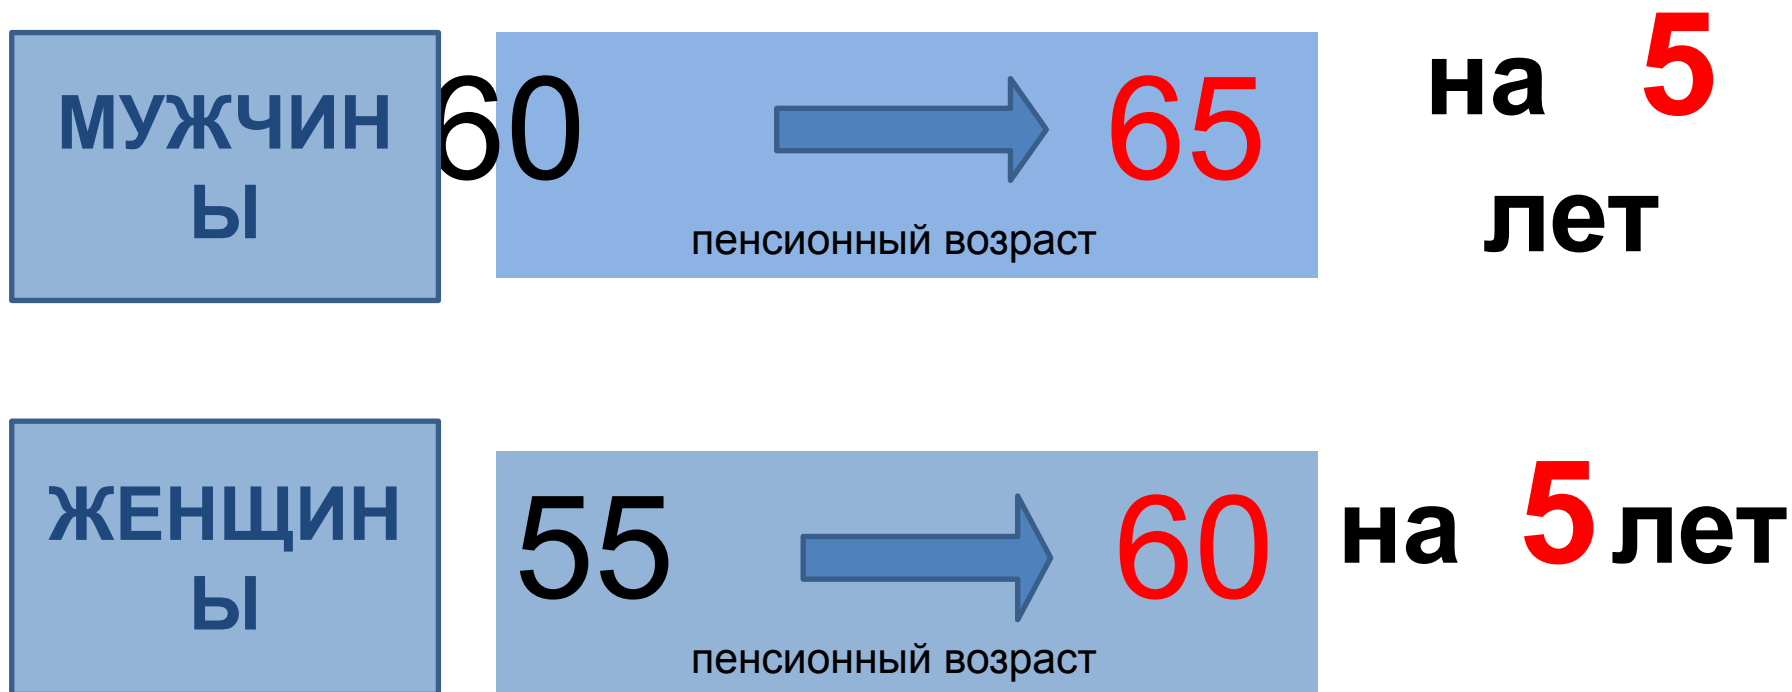 МУЖЧИН
Ы
60 65
пенсионный возраст
на 5
лет
ЖЕНЩИН
Ы
55 60
пенсионный возраст
на 5 лет